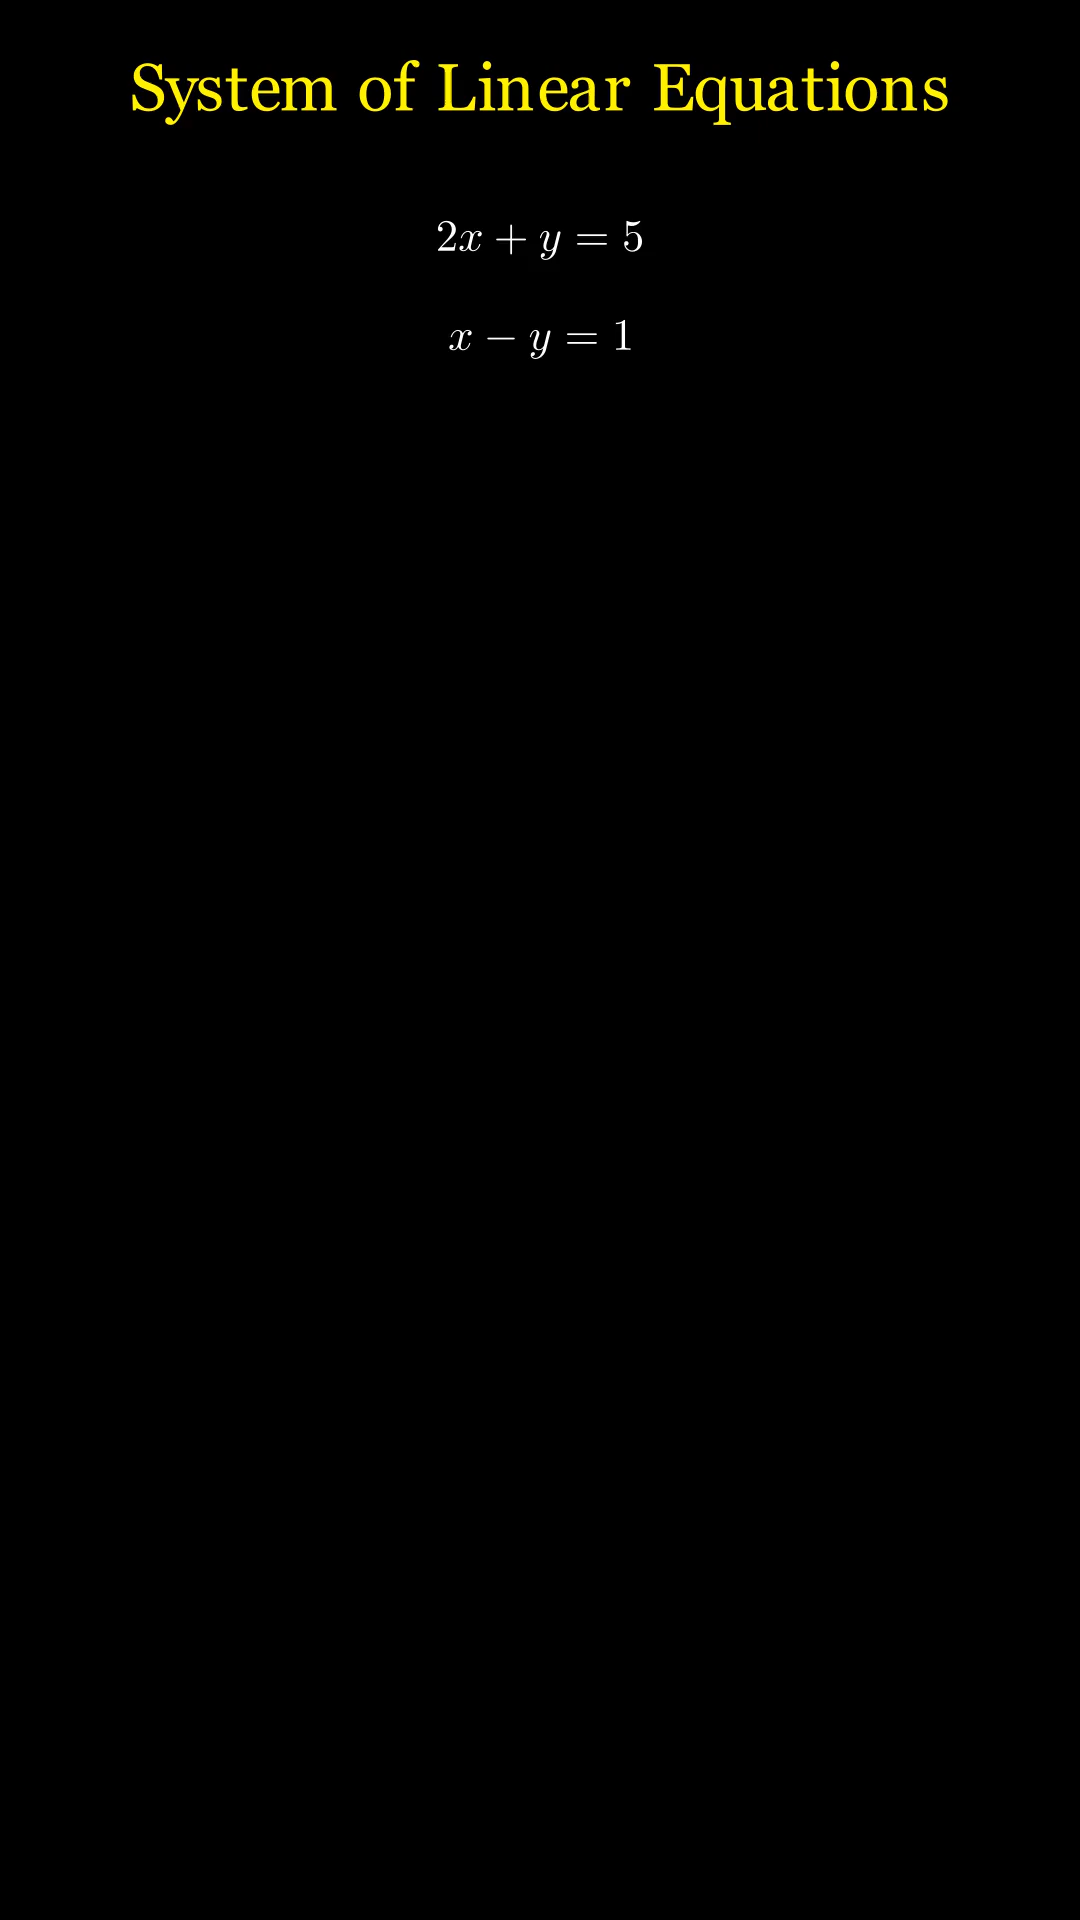 System of Linear Equations
2x + y = 5
x − y = 1